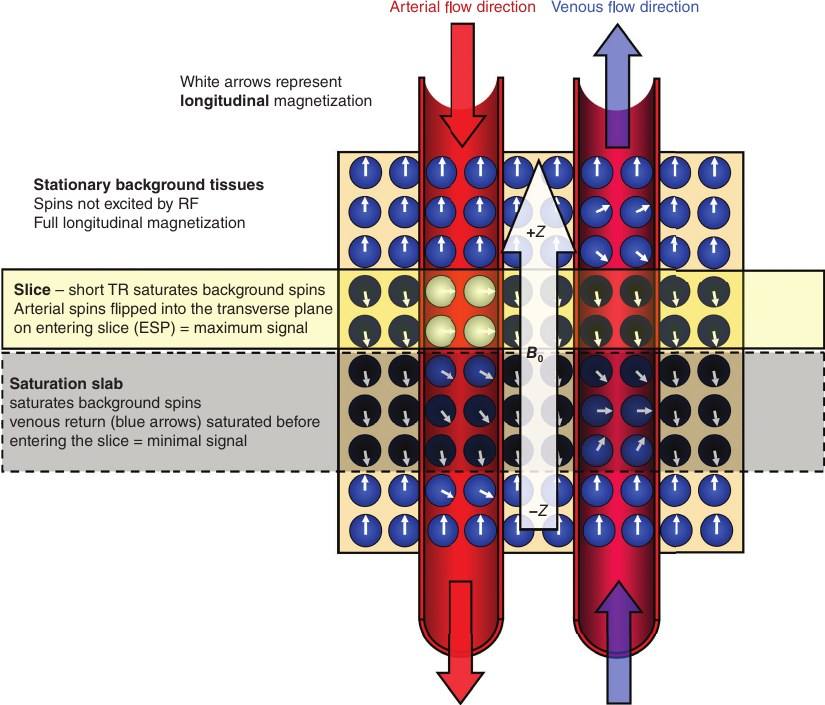 Arterial flow direction
Venous flow direction
White arrows represent
longitudinal magnetization
Stationary background tissues
Spins not excited by RF
Full longitudinal magnetization
+Z
Slice – short TR saturates background spins
Arterial spins flipped into the transverse plane
on entering slice (ESP) = maximum signal
B0
Saturation slab
saturates background spins
venous return (blue arrows) saturated before
entering the slice = minimal signal
–Z